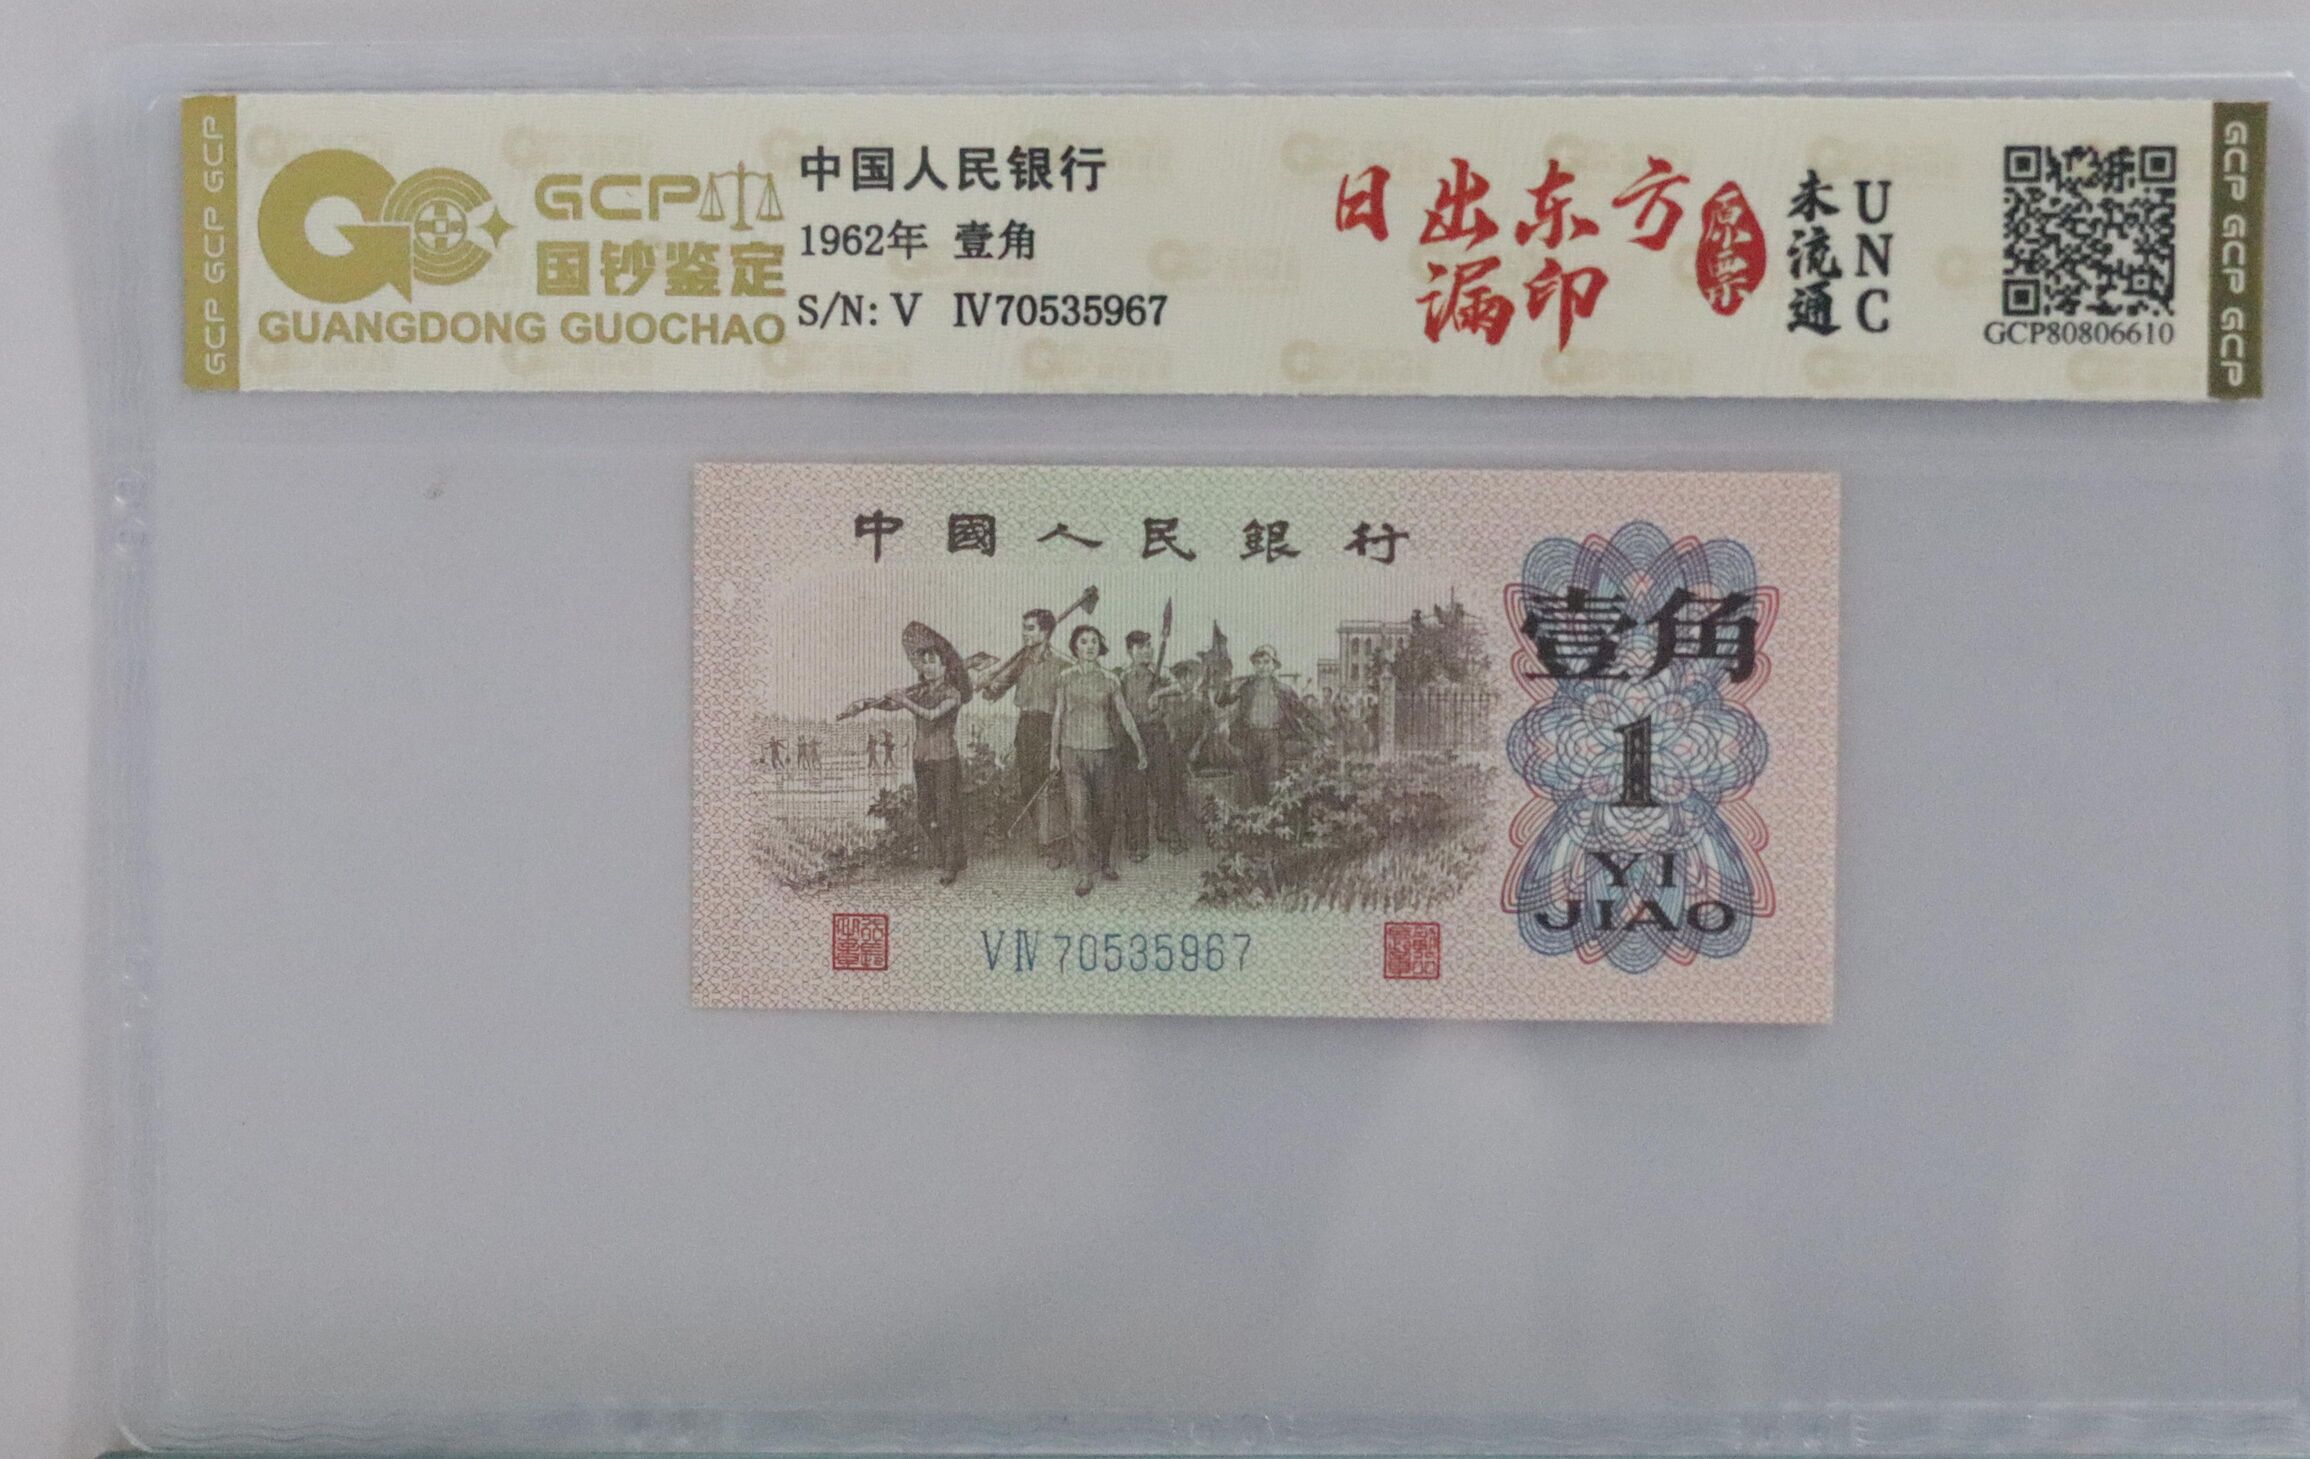 GCP GCP GCP
GCP
国钞鉴定
GUANGDONG GUOCHAO
中国人民银行
1962年 壹角
S/N: V Ⅳ70535967
日出东方
漏印
原票
未流通
UNC
GCP80806610
GCP GCP GCP
中國人民銀行
壹角
1
YI
JIAO
V Ⅳ 70535967